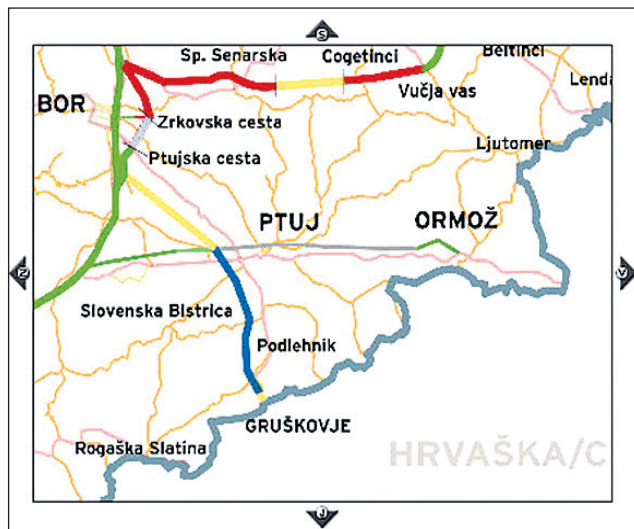 S
Sp. Senarska
Cogetinci
Beltinci
Lenda
BOR
Vučja vas
Zrkovska cesta
Ljutomer
Ptujska cesta
PTUJ
ORMOŽ
Z
V
Slovenska Bistrica
Podlehnik
GRUŠKOVJE
Rogaška Slatina
HRVAŠKA/C
J